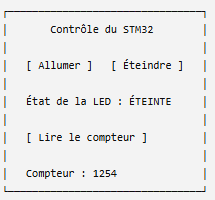 Contrôle du STM32
[ Allumer ] [ Éteindre ]
État de la LED : ÉTEINTE
[ Lire le compteur ]
Compteur : 1254